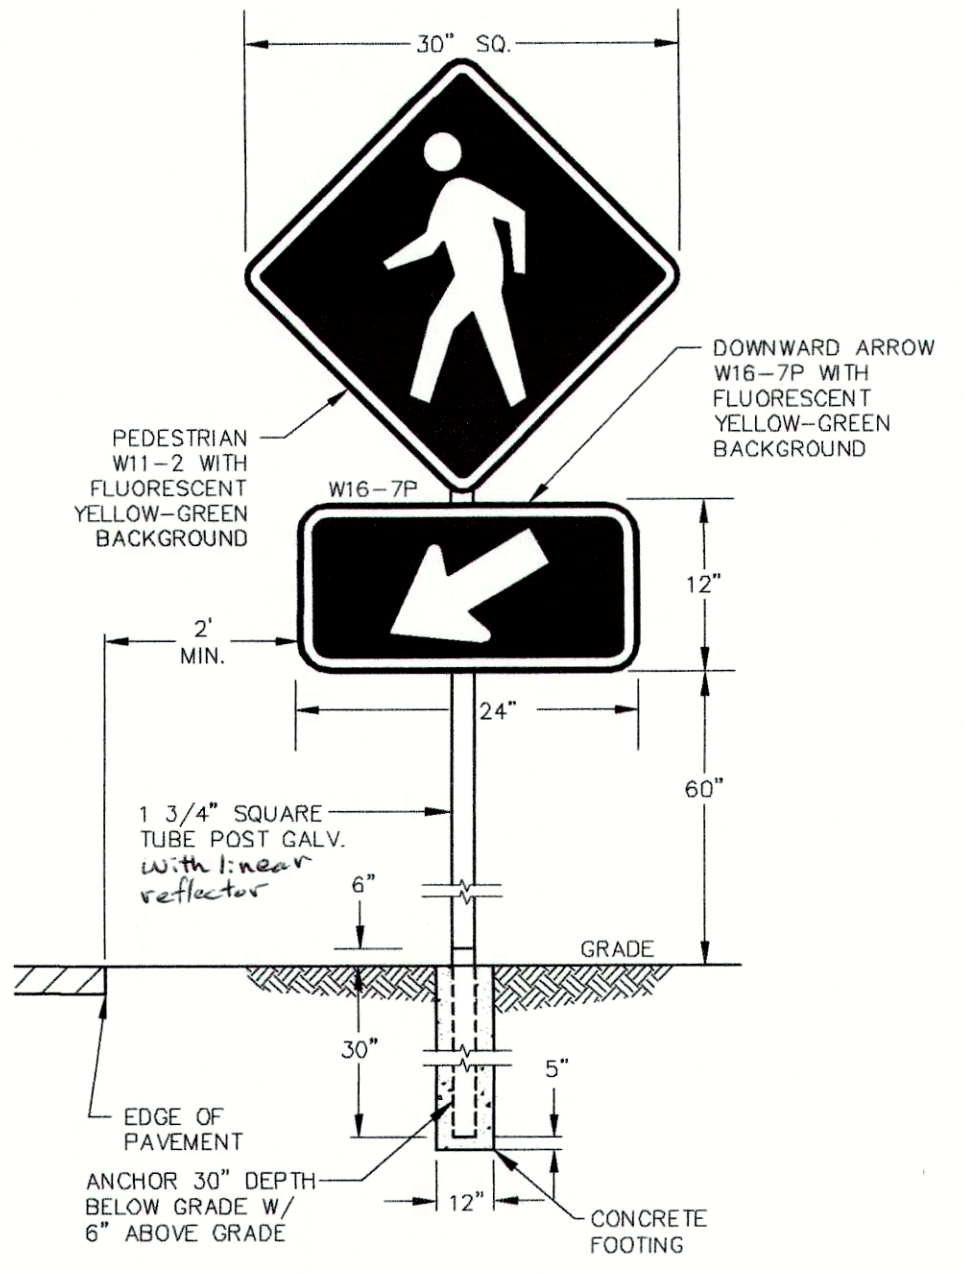 30" SQ.
DOWNWARD ARROW
W16-7P WITH
FLUORESCENT
YELLOW-GREEN
BACKGROUND
PEDESTRIAN
W11-2 WITH
FLUORESCENT
YELLOW-GREEN
BACKGROUND
W16-7P
12"
2'
MIN.
24"
60"
1 3/4" SQUARE
TUBE POST GALV.
with linear
reflector
6"
GRADE
30"
5"
EDGE OF
PAVEMENT
ANCHOR 30" DEPTH
BELOW GRADE W/
6" ABOVE GRADE
12"
CONCRETE
FOOTING